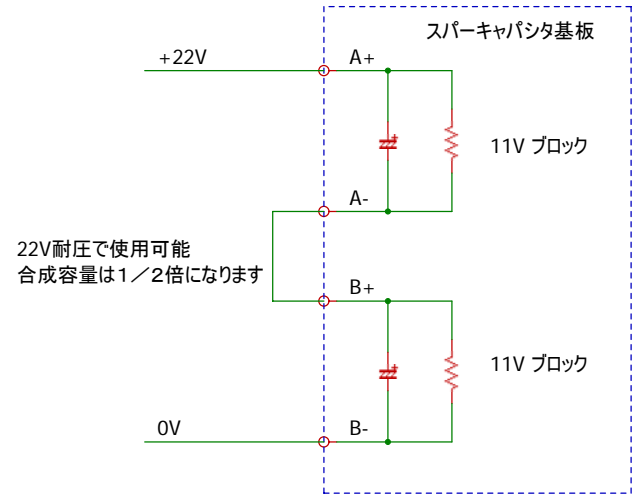 スパーキャパシタ基板
+22V
A+
+
11V ブロック
A-
22V耐圧で使用可能
合成容量は1／2倍になります
B+
+
11V ブロック
0V
B-